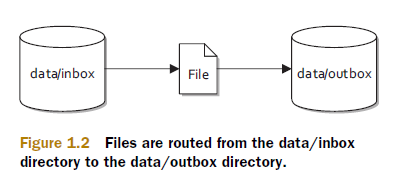 data/inbox
File
data/outbox
Figure 1.2 Files are routed from the data/inbox
directory to the data/outbox directory.